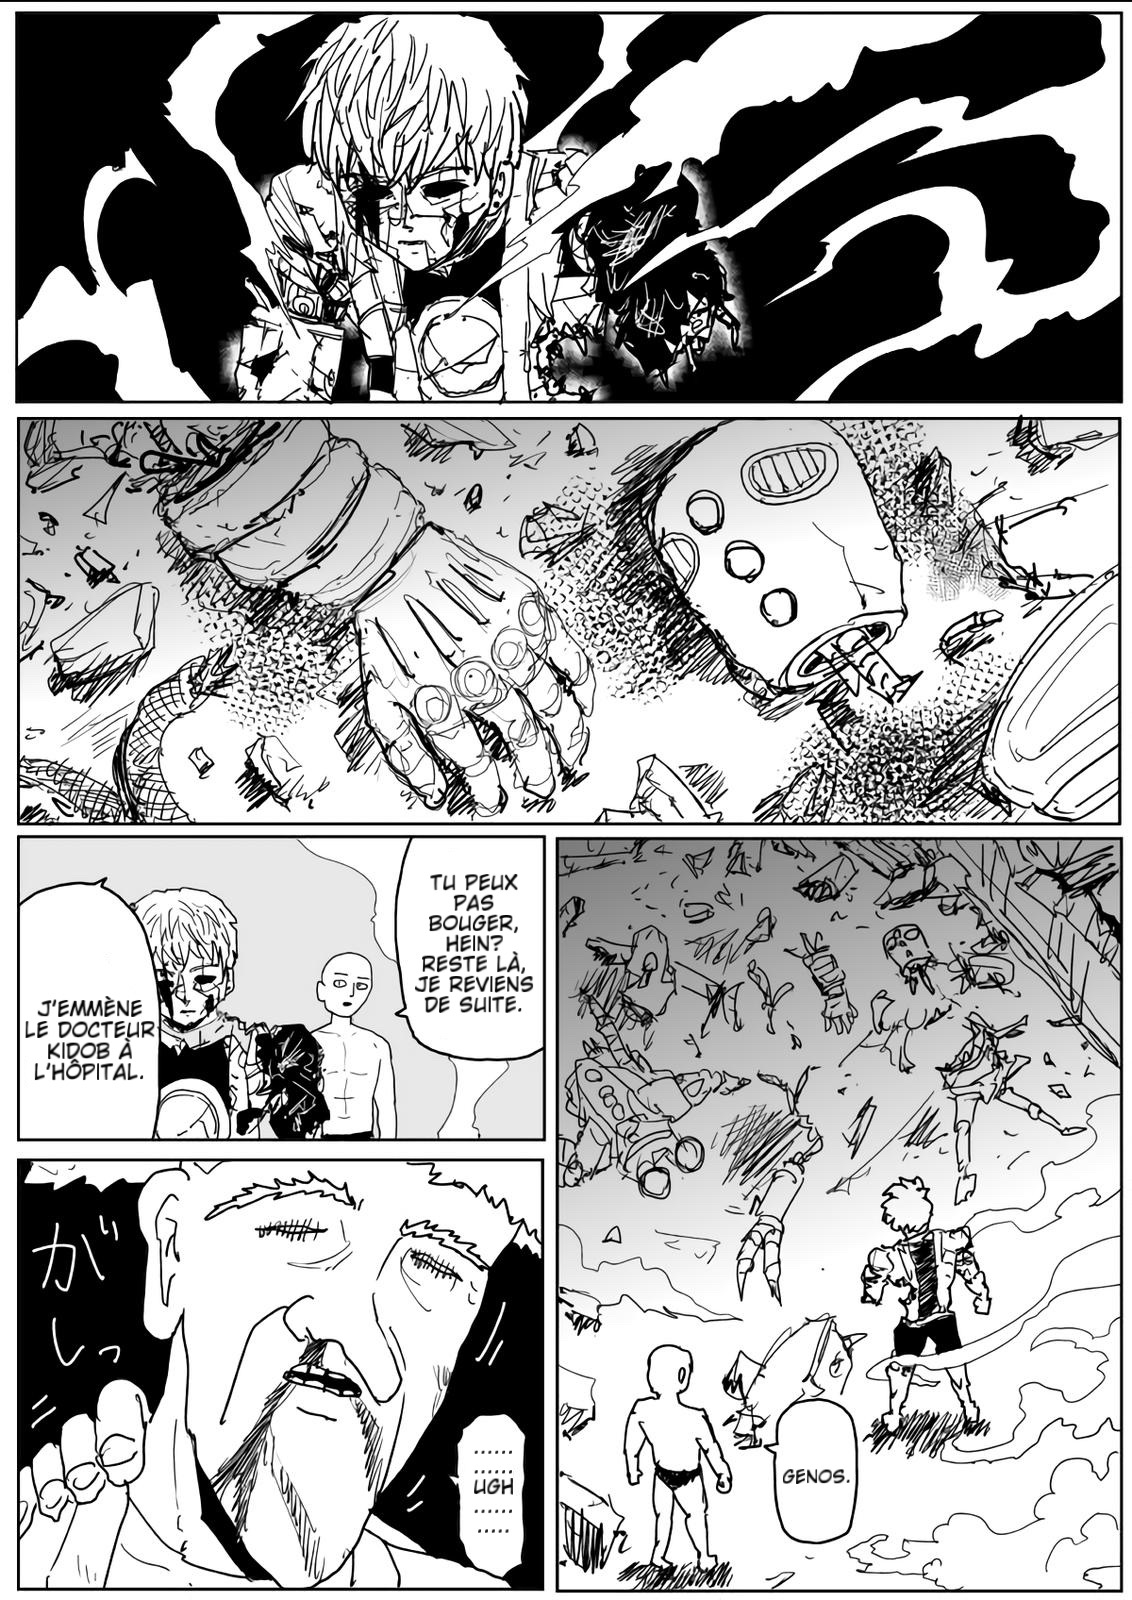 GENOS.
TU PEUX
PAS
BOUGER,
HEIN?
RESTE LÀ,
JE REVIENS
DE SUITE.
J'EMMÈNE
LE DOCTEUR
KIDOB À
L'HÔPITAL.
がしっ
......
......
UGH
......
.....